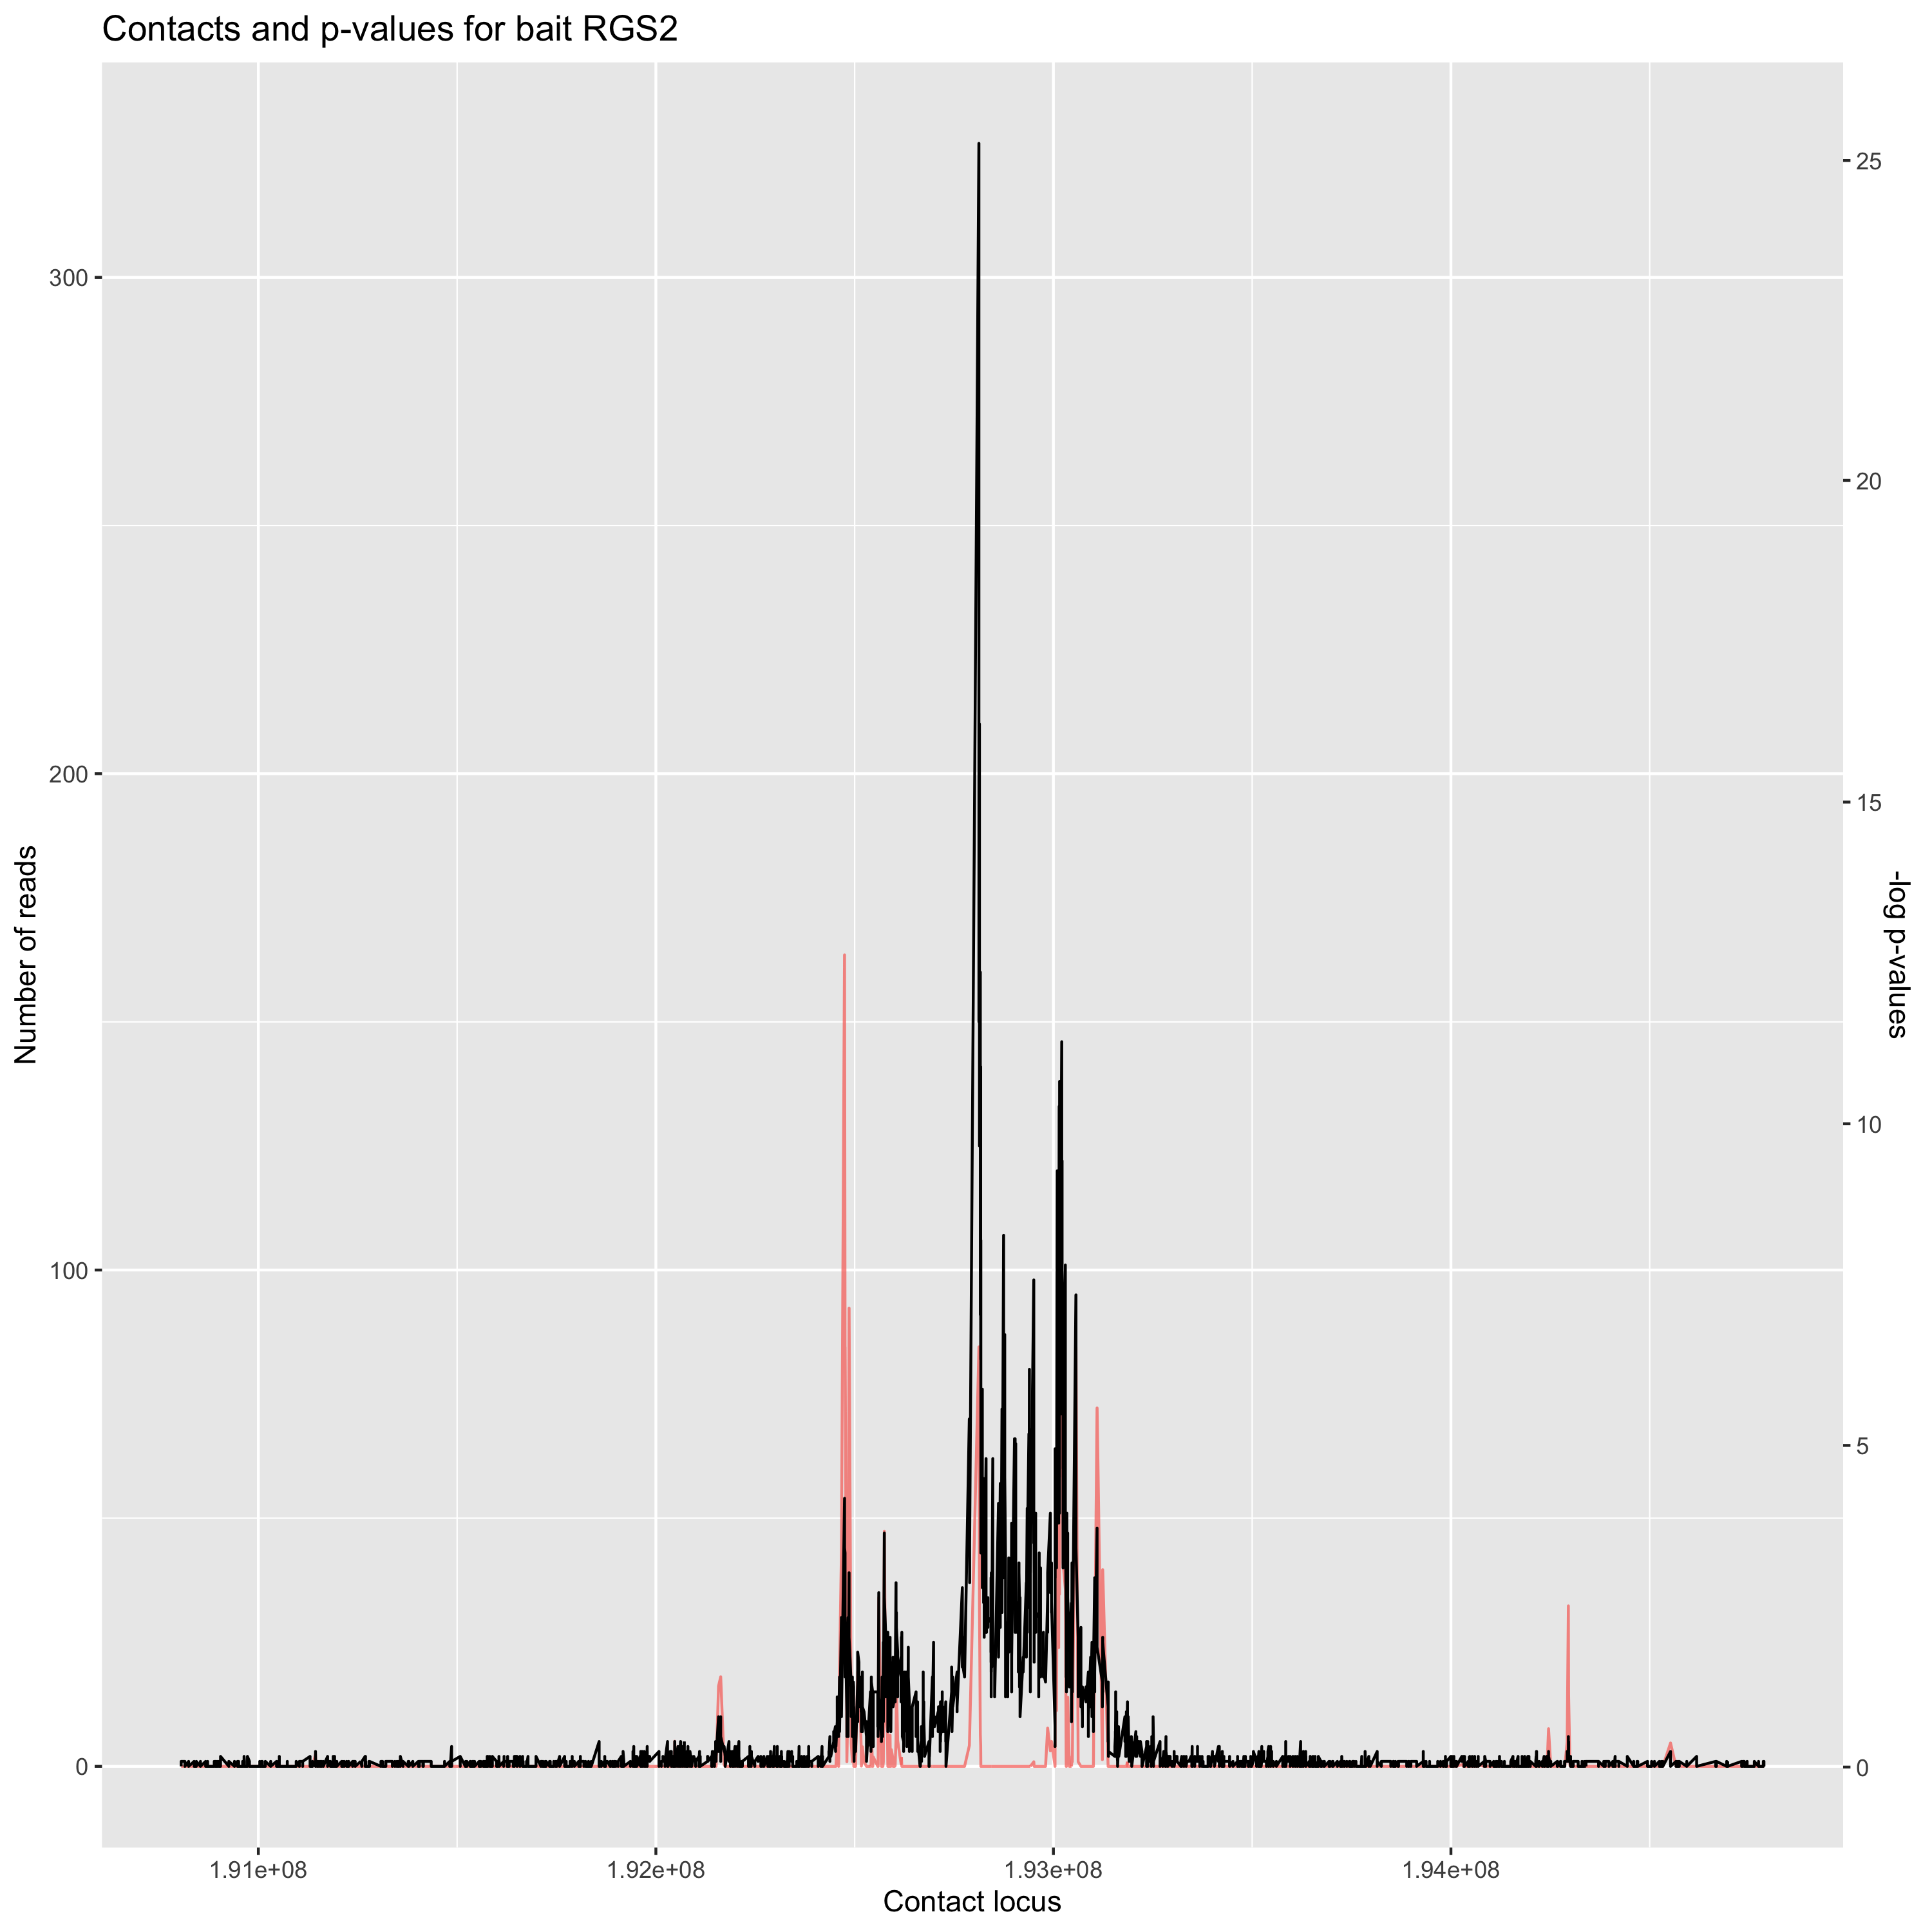 Contacts and p-values for bait RGS2
300
200
100
0
Number of reads
25
20
15
10
5
0
-log p-values
1.91e+08
1.92e+08
1.93e+08
1.94e+08
Contact locus